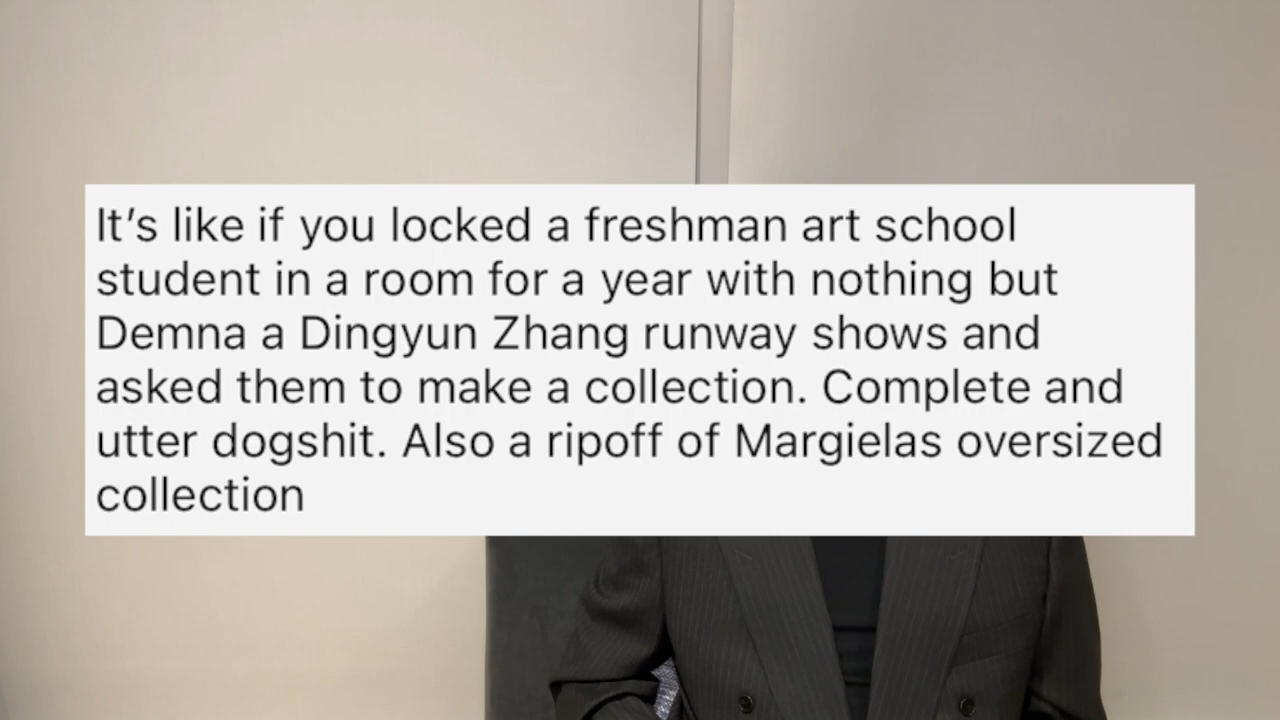 It’s like if you locked a freshman art school
student in a room for a year with nothing but
Demna a Dingyun Zhang runway shows and
asked them to make a collection. Complete and
utter dogshit. Also a ripoff of Margielas oversized
collection